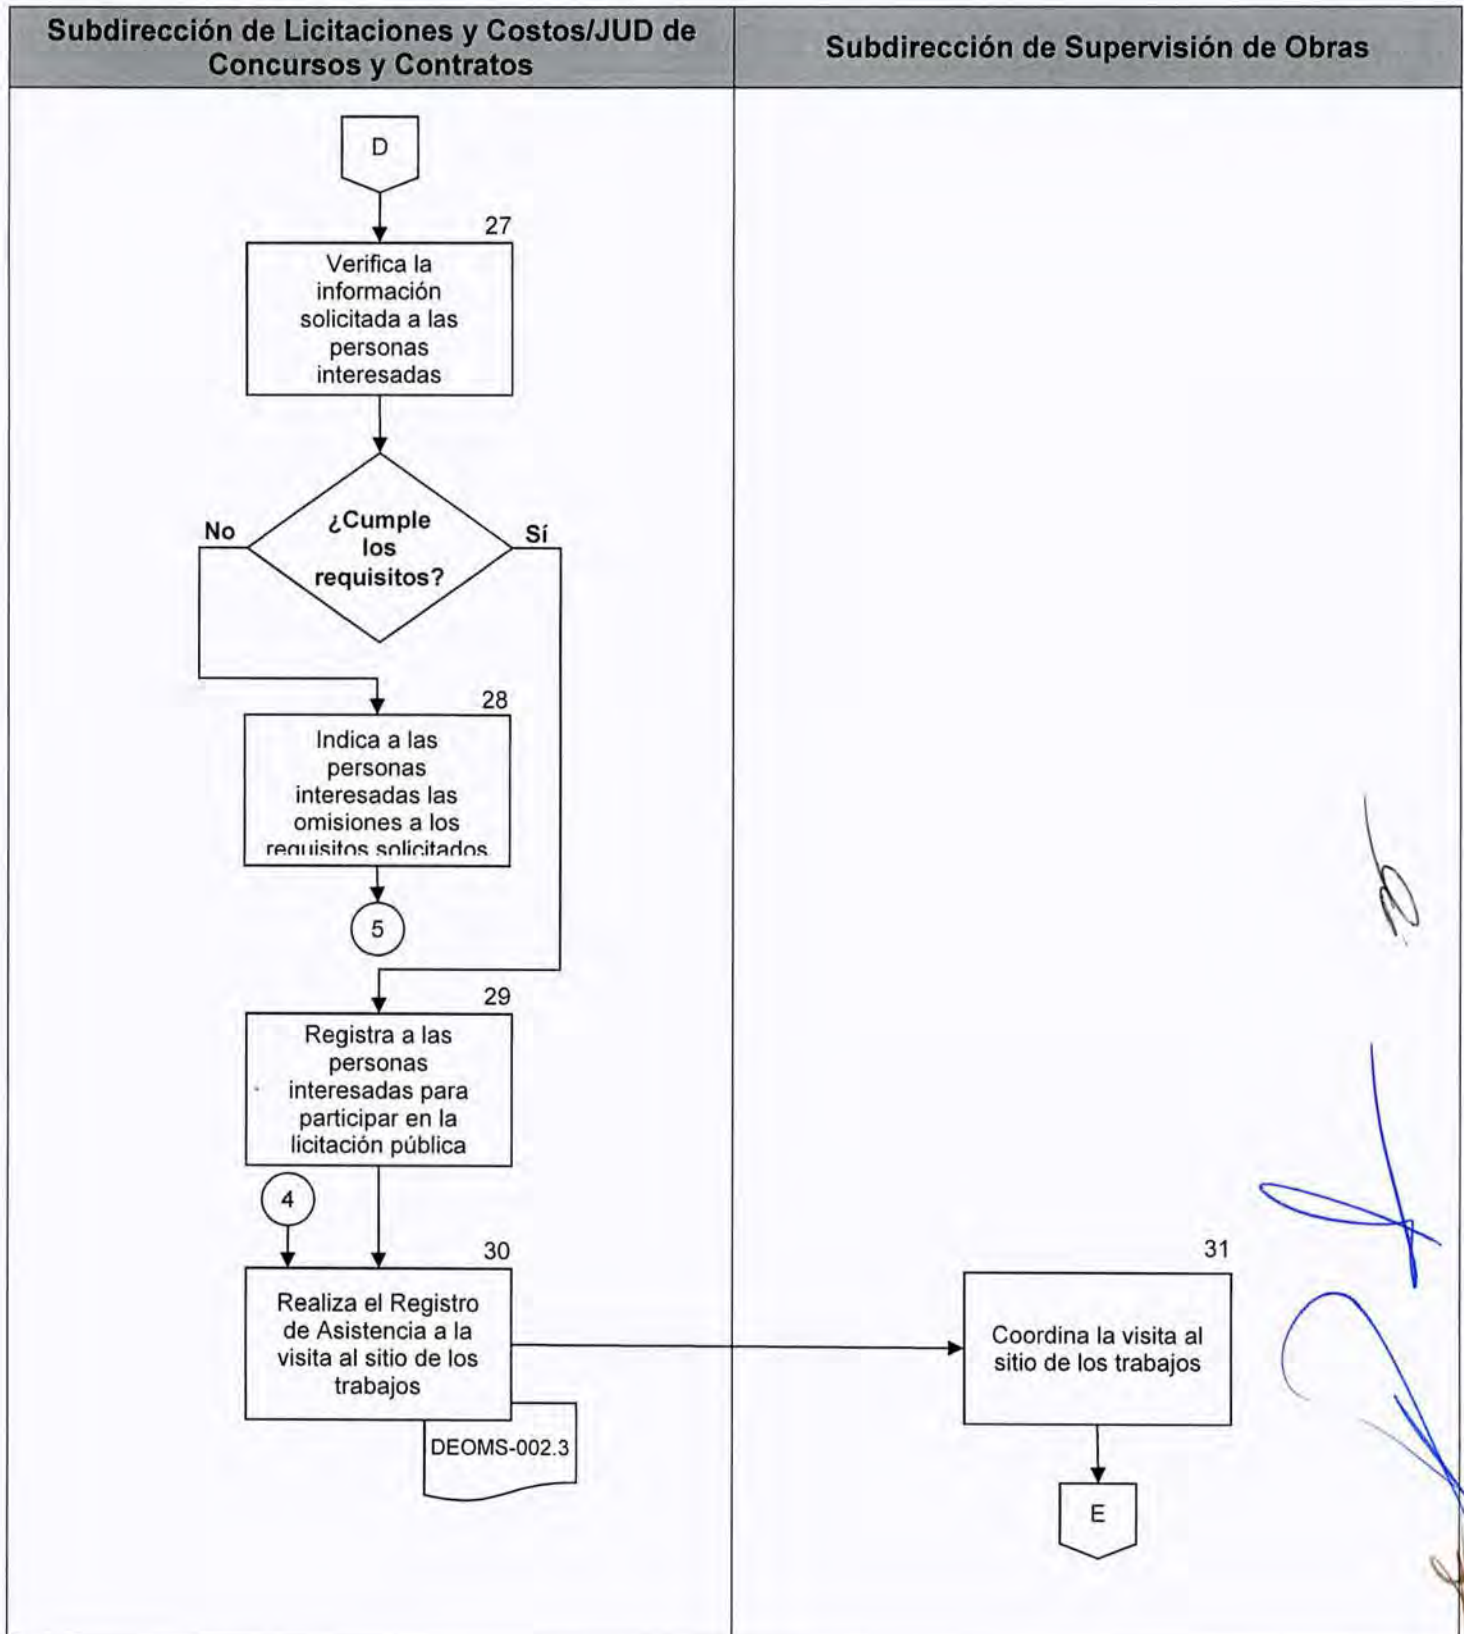 Subdirección de Licitaciones y Costos/JUD de
Concursos y Contratos
Subdirección de Supervisión de Obras
D
27
Verifica la
información
solicitada a las
personas
interesadas
¿Cumple
los
requisitos?
No
Sí
28
Indica a las
personas
interesadas las
omisiones a los
requisitos solicitados
5
29
Registra a las
personas
interesadas para
participar en la
licitación pública
4
30
Realiza el Registro
de Asistencia a la
visita al sitio de los
trabajos
DEOMS-002.3
31
Coordina la visita al
sitio de los trabajos
E